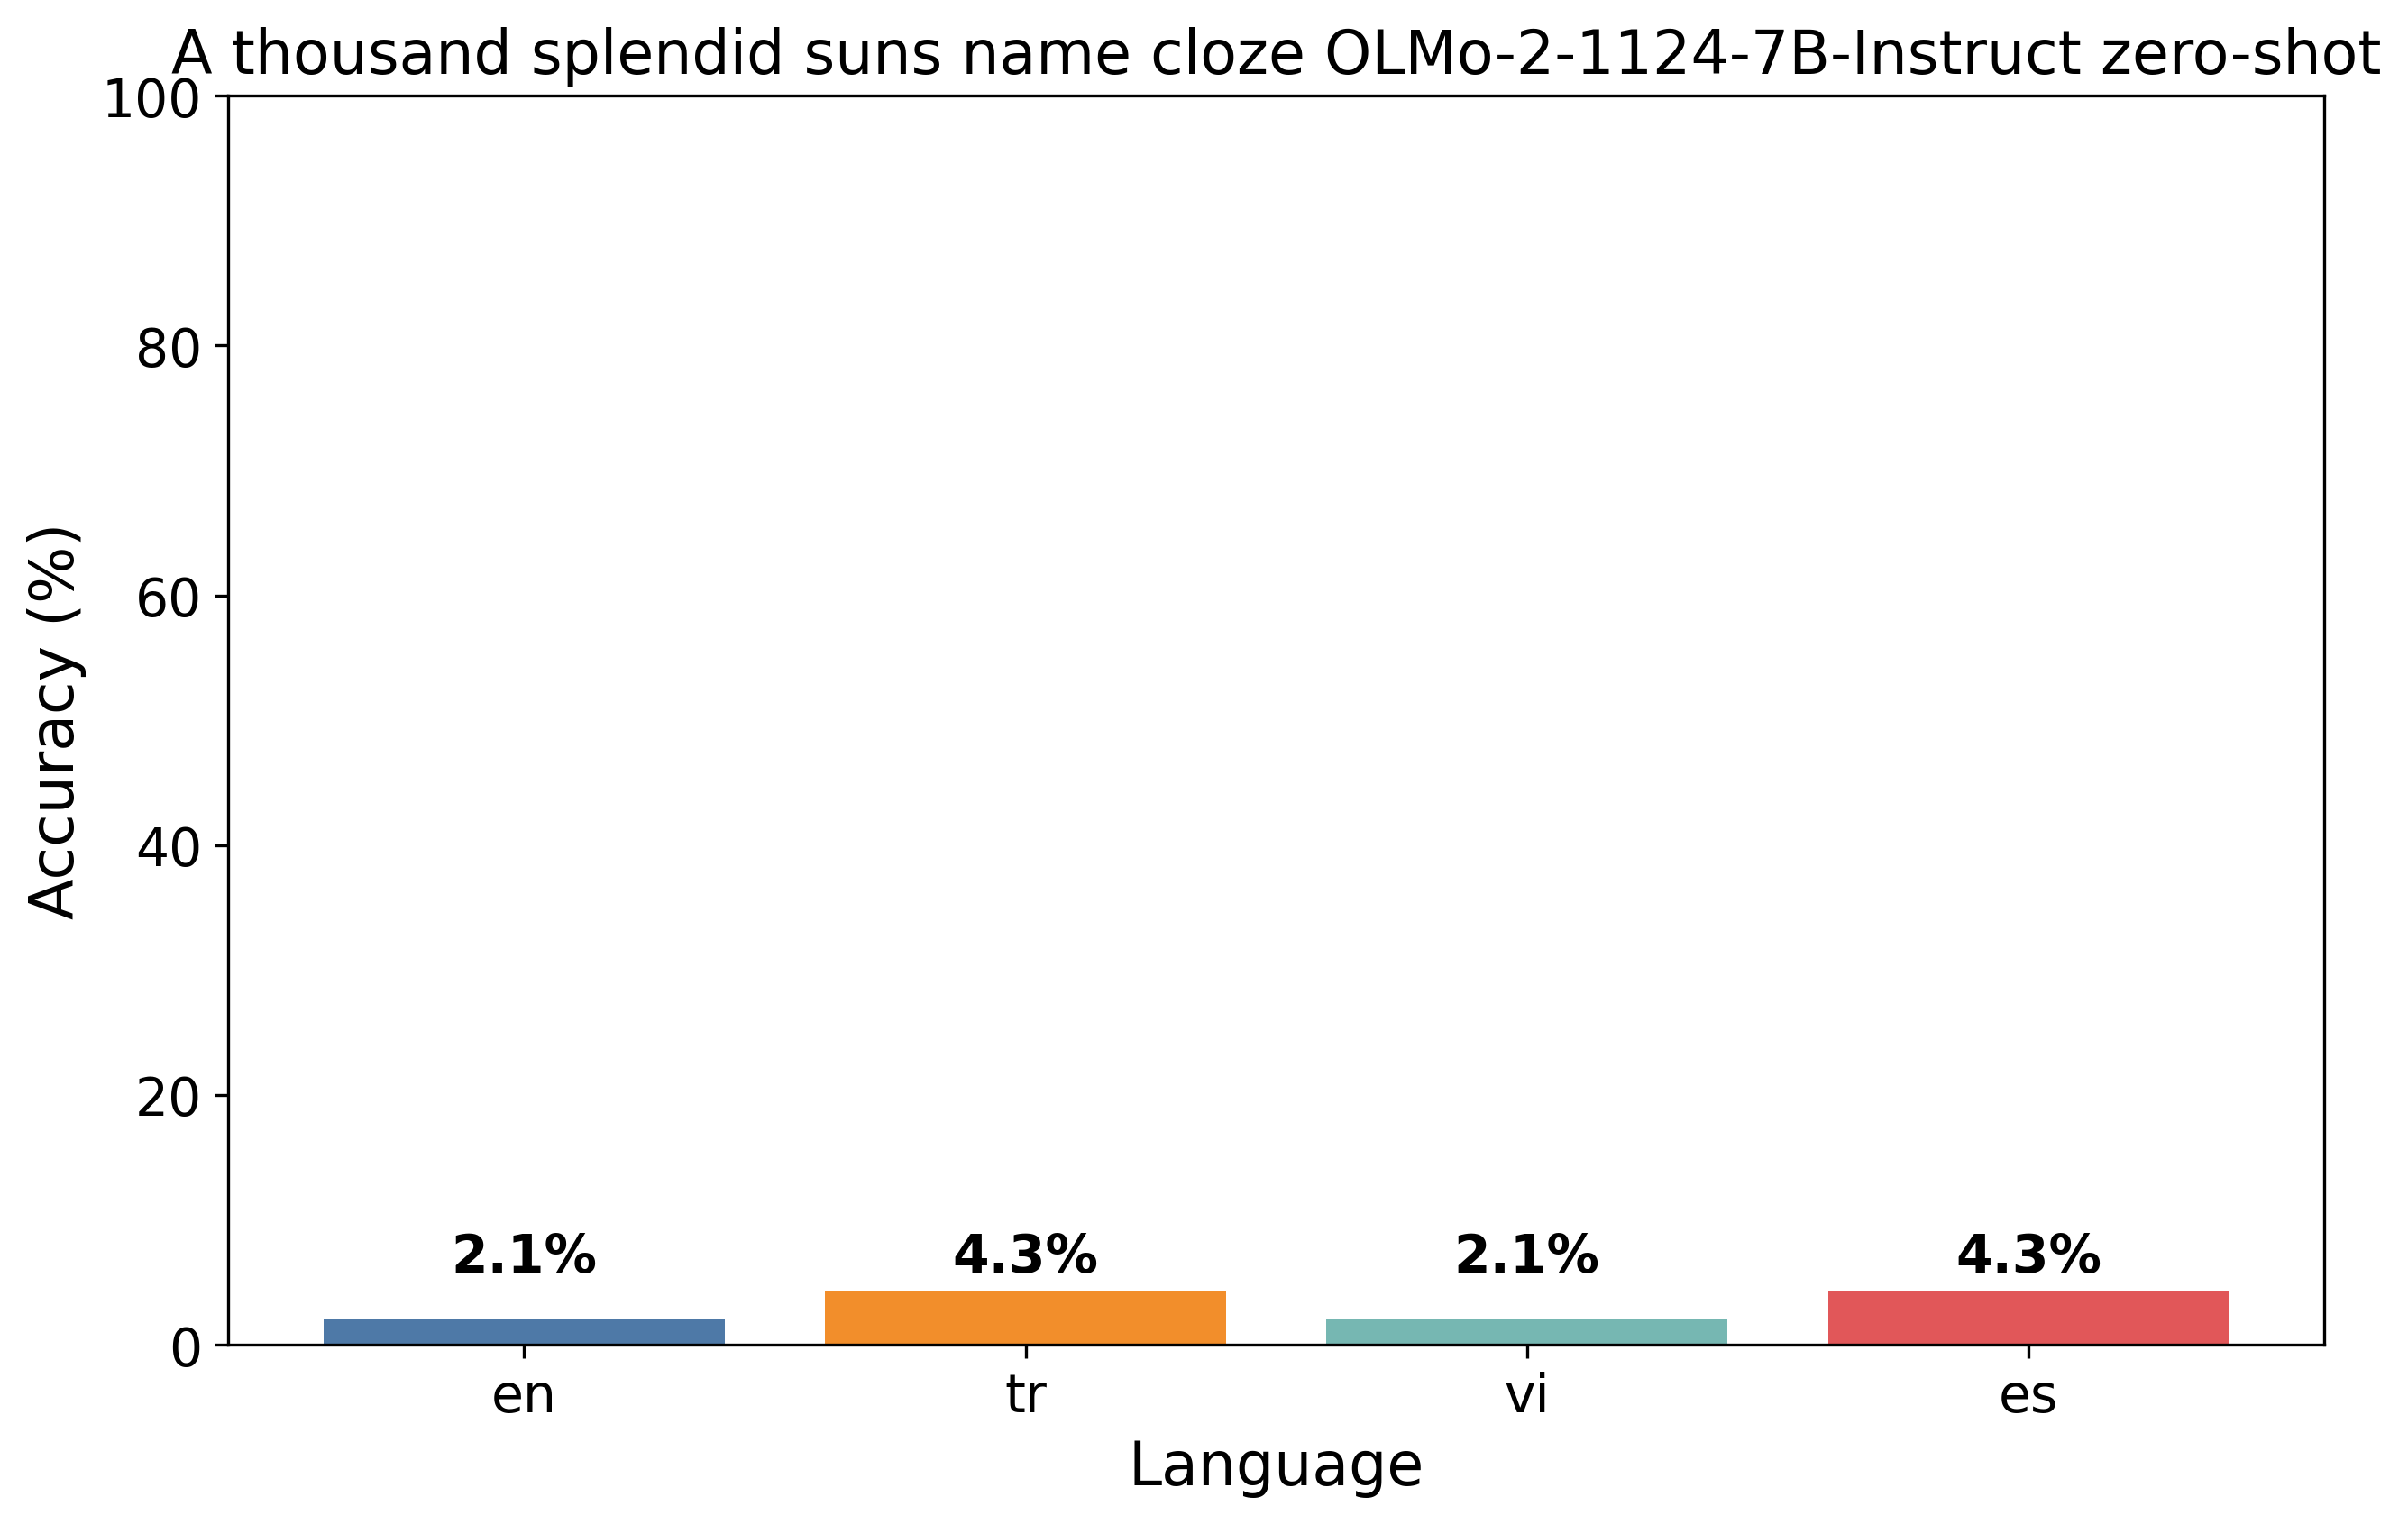 A thousand splendid suns name cloze OLMo-2-1124-7B-Instruct zero-shot
100
80
60
40
20
0
Accuracy (%)
2.1%
4.3%
2.1%
4.3%
en
tr
vi
es
Language